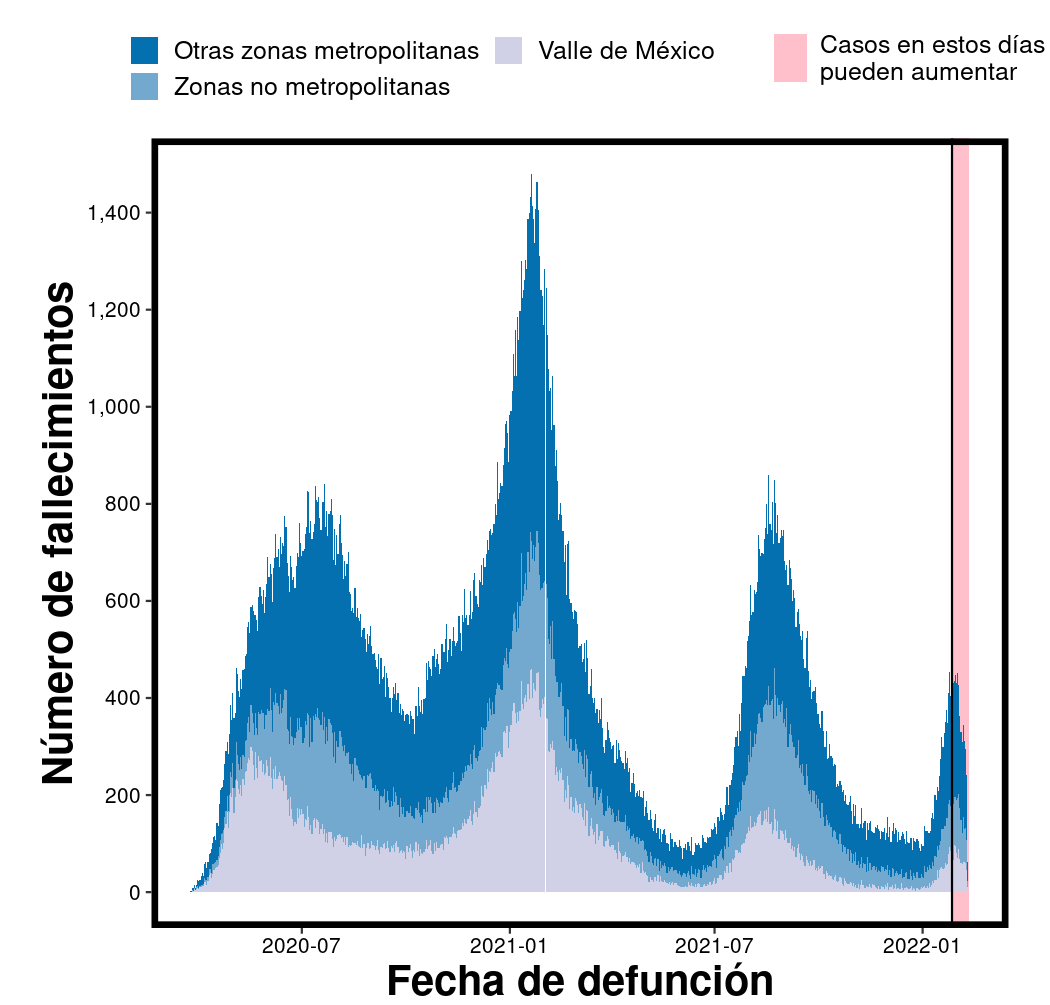 Otras zonas metropolitanas
Valle de México
Zonas no metropolitanas
Casos en estos días
pueden aumentar
1,400
1,200
1,000
800
600
400
200
0
Número de fallecimientos
2020-07
2021-01
2021-07
2022-01
Fecha de defunción